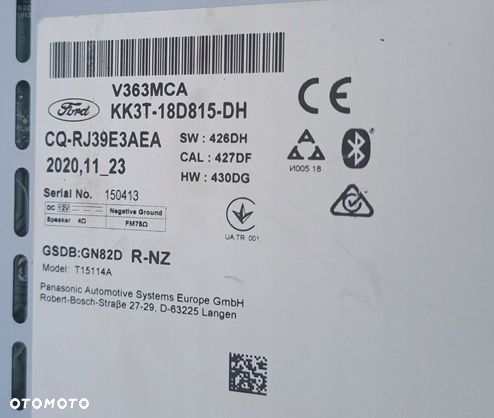 V363MCA
Ford
KK3T-18D815-DH
CQ-RJ39E3AEA
SW : 426DH
2020,11_23
CAL : 427DF
HW : 430DG
Serial No. 150413
DC 12V Negative Ground
Speaker 4Ω FM75Ω
И005 18
UA.TR.001
GSDB:GN82D R-NZ
Model: T15114A
Panasonic Automotive Systems Europe GmbH
Robert-Bosch-Straße 27-29, D-63225 Langen
CE
OTOMOTO